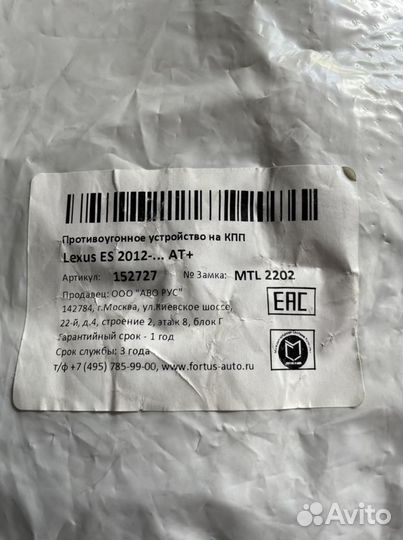 Противоугонное устройство на КПП
Lexus ES 2012-... AT+
Артикул: 152727 № Замка: MTL 2202
Продавец: ООО "АВО РУС"
142784, г.Москва, ул.Киевское шоссе,
22-й, д.4, строение 2, этаж 8, блок Г
Гарантийный срок - 1 год
Срок службы: 3 года
т/ф +7 (495) 785-99-00, www.fortus-auto.ru
EAC
Avito